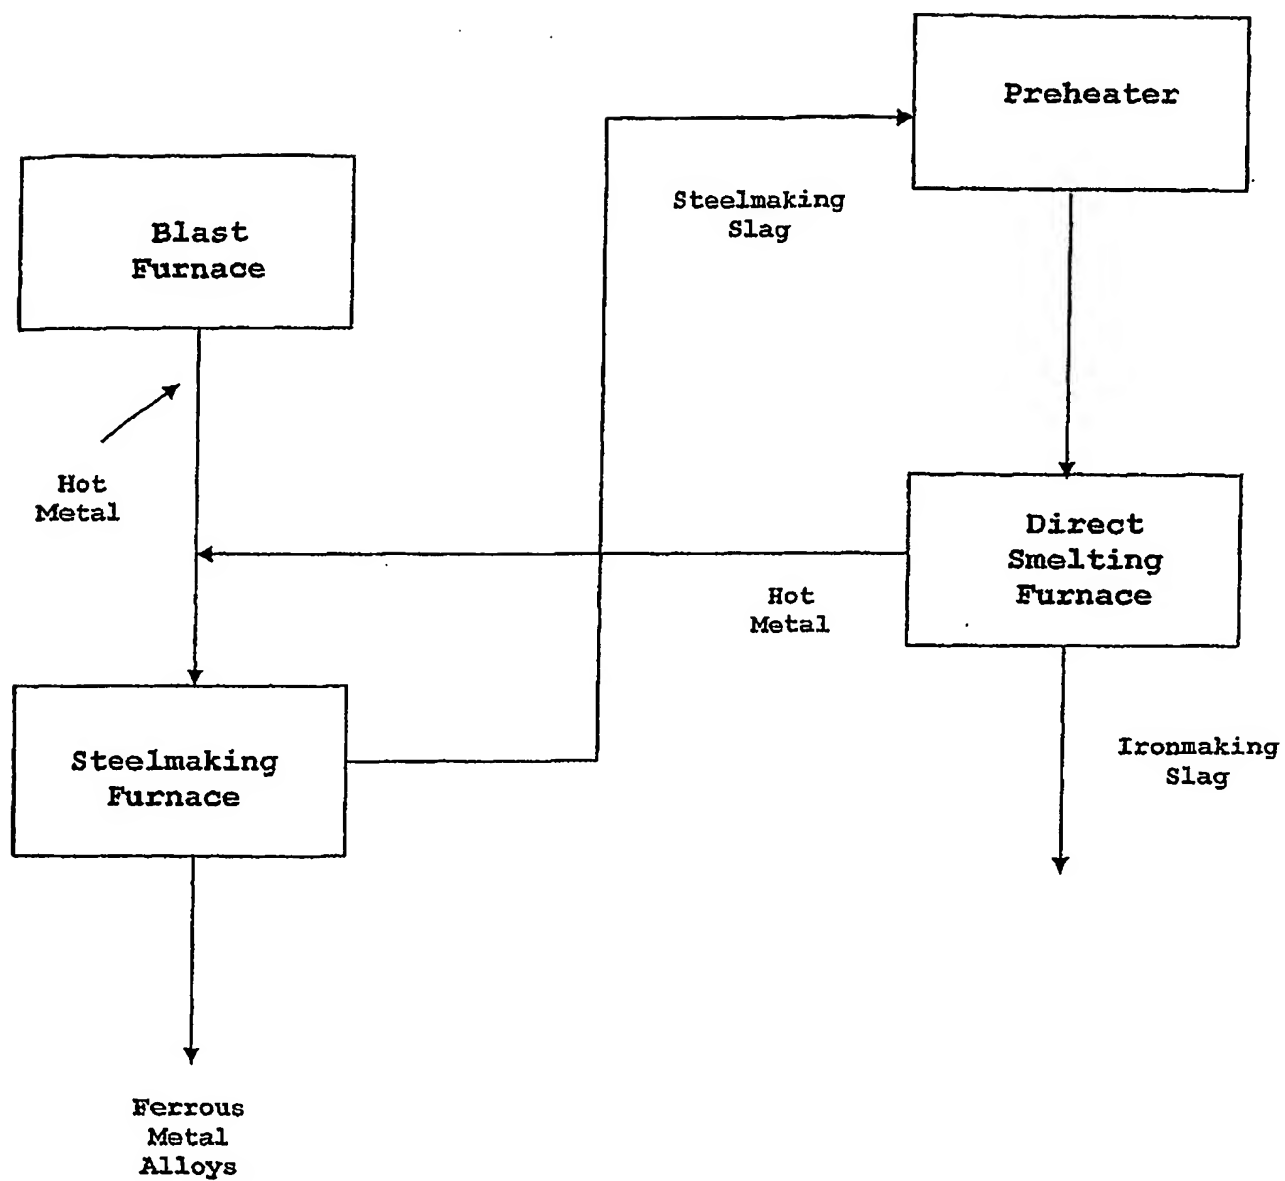 Preheater
Steelmaking
Slag
Blast
Furnace
Hot
Metal
Direct
Smelting
Furnace
Hot
Metal
Steelmaking
Furnace
Ironmaking
Slag
Ferrous
Metal
Alloys